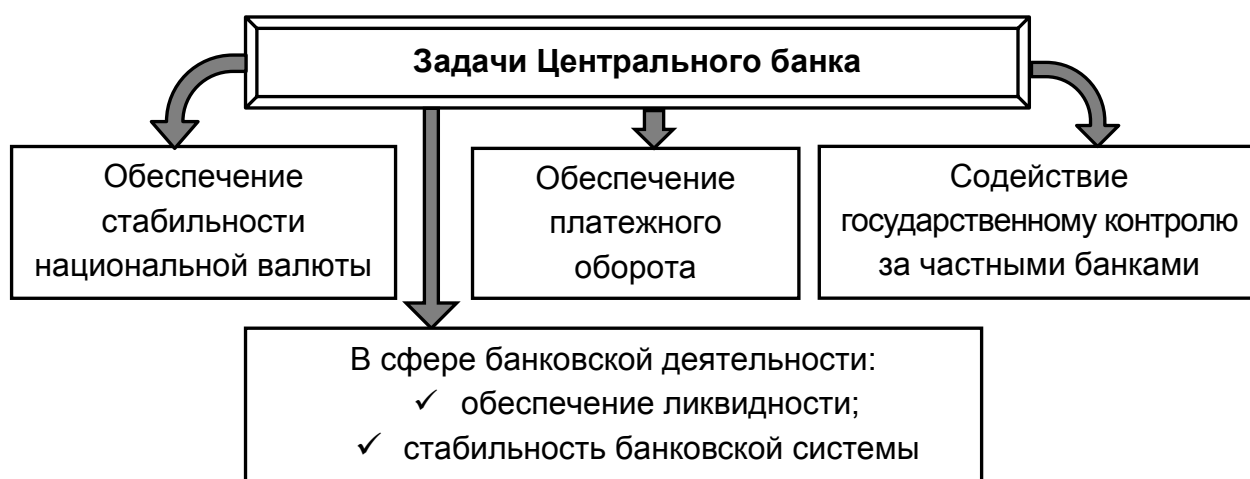 Задачи Центрального банка
Обеспечение
стабильности
национальной валюты
Обеспечение
платежного
оборота
Содействие
государственному контролю
за частными банками
В сфере банковской деятельности:
✓ обеспечение ликвидности;
✓ стабильность банковской системы